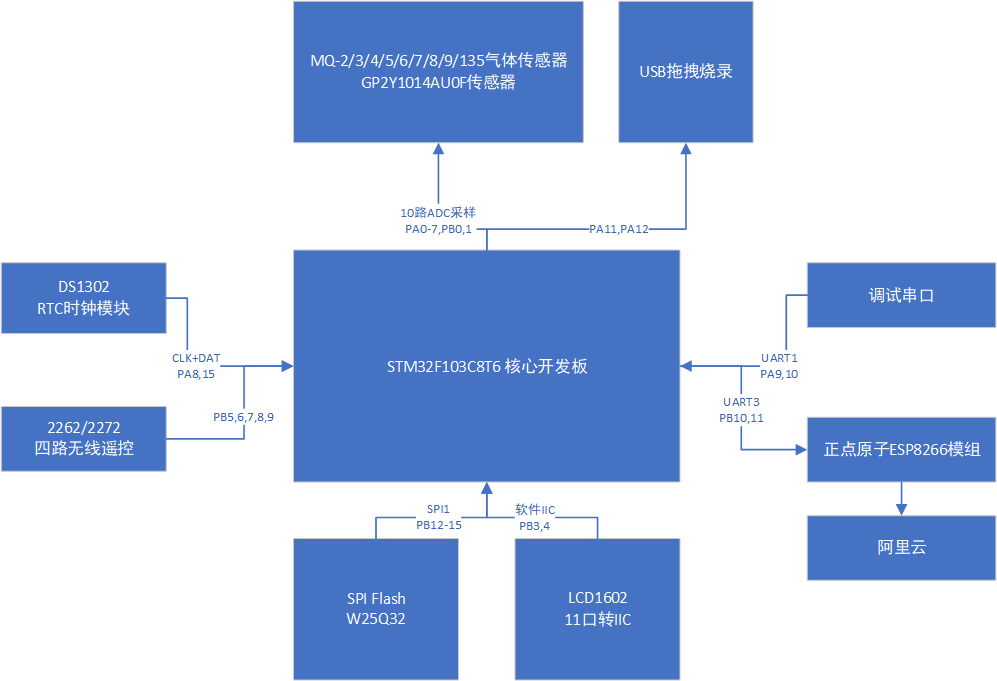 MQ-2/3/4/5/6/7/8/9/135气体传感器
GP2Y1014AU0F传感器
USB拖拽烧录
10路ADC采样
PA0-7,PB0,1
PA11,PA12
DS1302
RTC时钟模块
CLK+DAT
PA8,15
2262/2272
四路无线遥控
PB5,6,7,8,9
STM32F103C8T6 核心开发板
调试串口
UART1
PA9,10
UART3
PB10,11
正点原子ESP8266模组
阿里云
SPI1
PB12-15
软件IIC
PB3,4
SPI Flash
W25Q32
LCD1602
11口转IIC